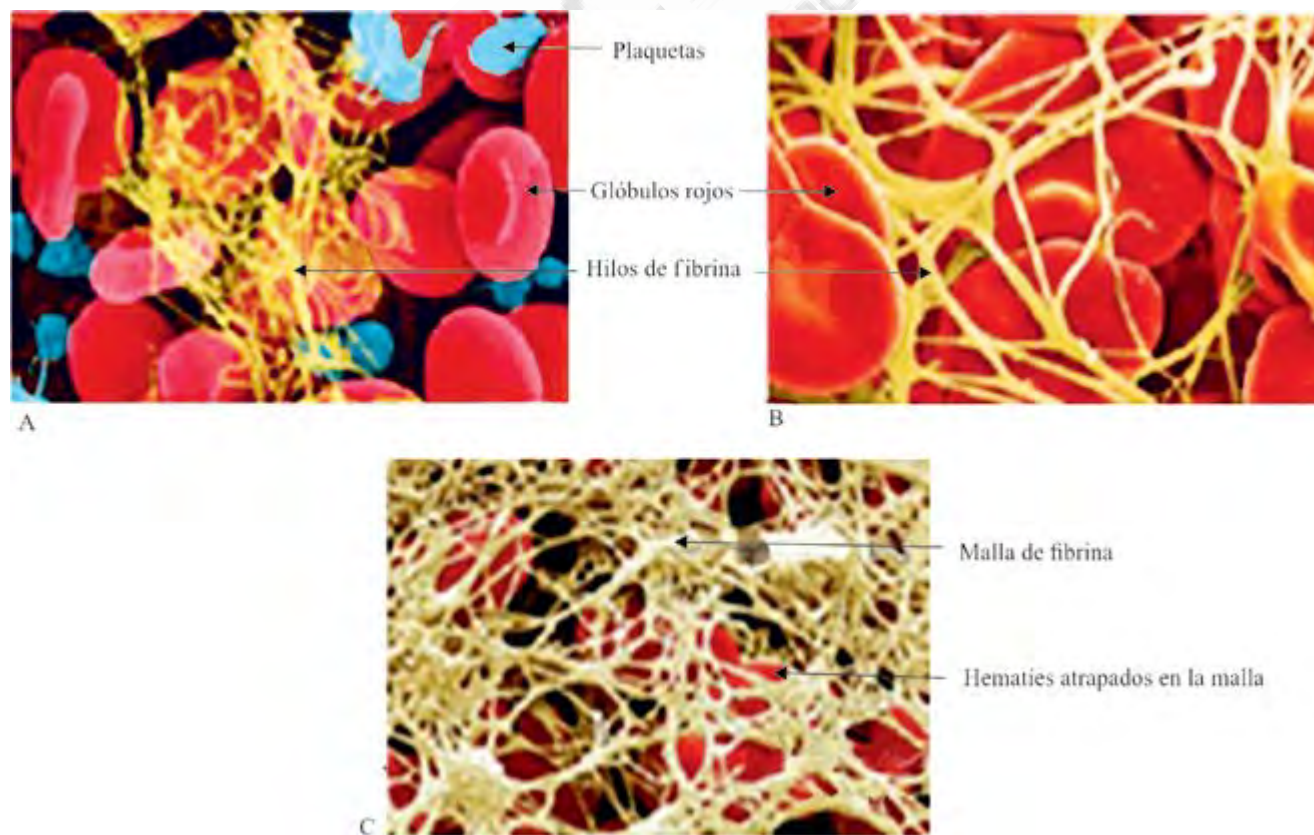 Plaquetas
Glóbulos rojos
Hilos de fibrina
A
B
Malla de fibrina
Hematíes atrapados en la malla
C